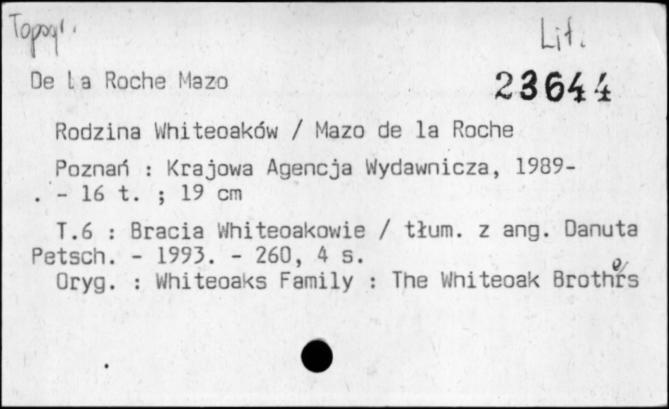 Topogr.
Lit.
De La Roche Mazo
23644
Rodzina Whiteoaków / Mazo de la Roche
Poznań : Krajowa Agencja Wydawnicza, 1989-
. - 16 t. ; 19 cm
T.6 : Bracia Whiteoakowie / tłum. z ang. Danuta
Petsch. - 1993. - 260, 4 s.
Oryg. : Whiteoaks Family : The Whiteoak Brothers